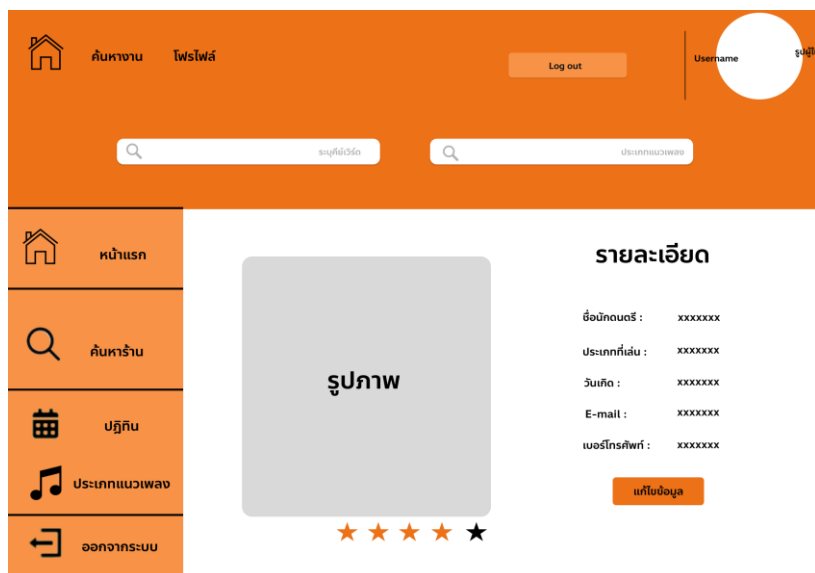 ค้นหางาน โฟรไฟล์
Log out
Username
ระบุคีย์เวิร์ด
ประเภทแนวเพลง
หน้าแรก
ค้นหาร้าน
ปฎิทิน
ประเภทแนวเพลง
ออกจากระบบ
รูปภาพ
รายละเอียด
ชื่อนักดนตรี : xxxxxxx
ประเภทที่เล่น : xxxxxxx
วันเกิด : xxxxxxx
E-mail : xxxxxxx
เบอร์โทรศัพท์ : xxxxxxx
แก้ไขข้อมูล